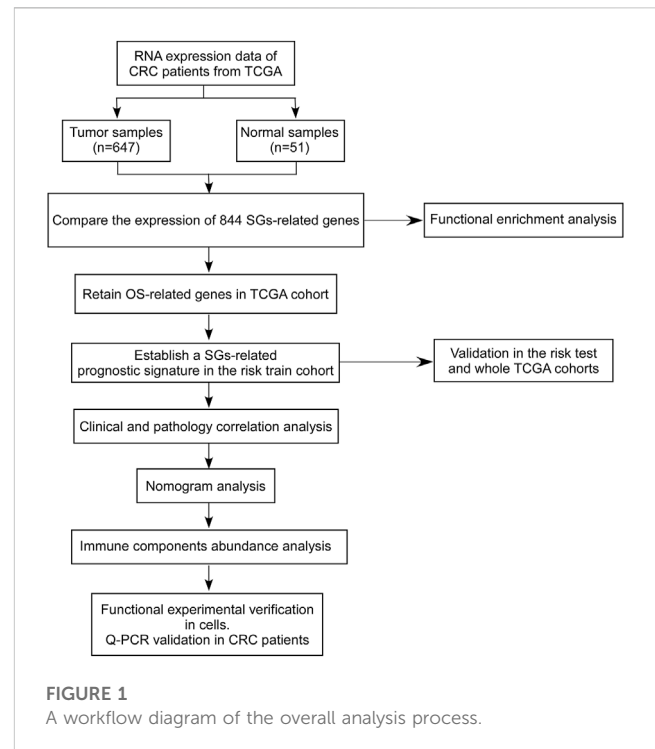 RNA expression data of
CRC patients from TCGA
Tumor samples
(n=647)
Normal samples
(n=51)
Compare the expression of 844 SGs-related genes
Functional enrichment analysis
Retain OS-related genes in TCGA cohort
Establish a SGs-related
prognostic signature in the risk train cohort
Validation in the risk test
and whole TCGA cohorts
Clinical and pathology correlation analysis
Nomogram analysis
Immune components abundance analysis
Functional experimental verification
in cells.
Q-PCR validation in CRC patients
FIGURE 1
A workflow diagram of the overall analysis process.